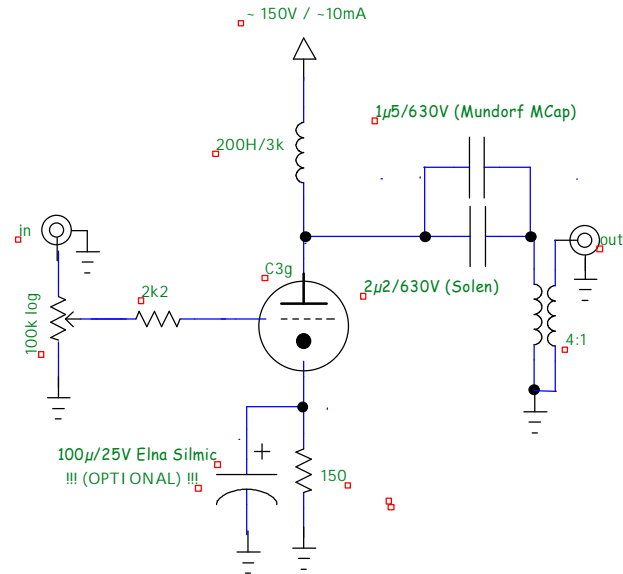 ~ 150V / ~10mA
1µ5/630V (Mundorf MCap)
200H/3k
in
out
C3g
2µ2/630V (Solen)
2k2
100k log
4:1
100µ/25V Elna Silmic
!!! (OPTIONAL) !!!
150